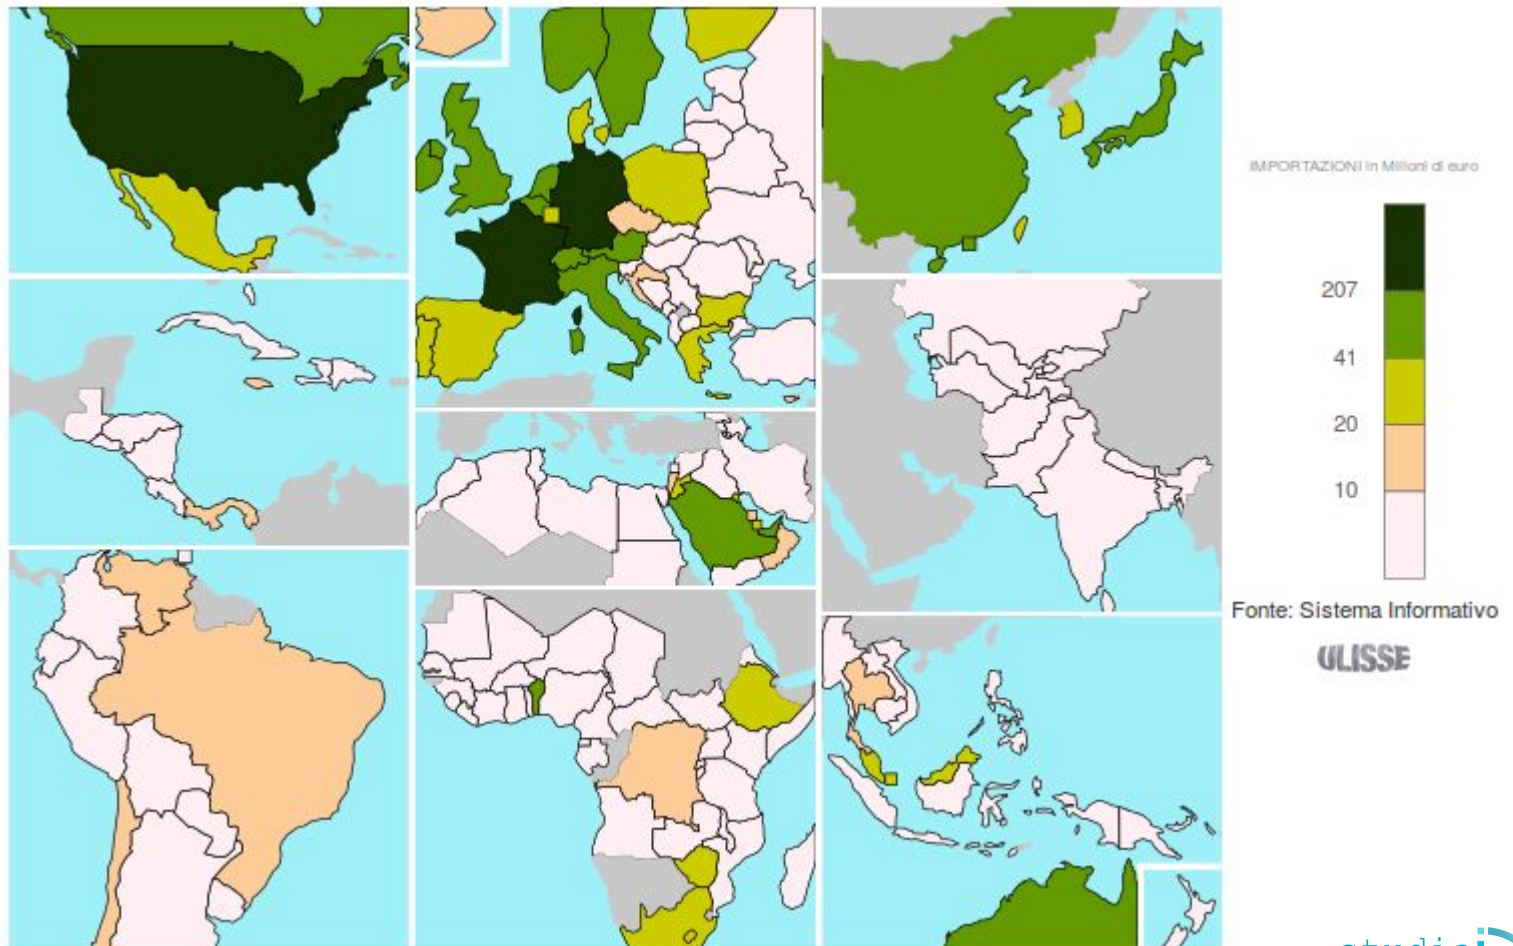 IMPORTAZIONI in Milioni di euro
207
41
20
10
Fonte: Sistema Informativo
ULISSE